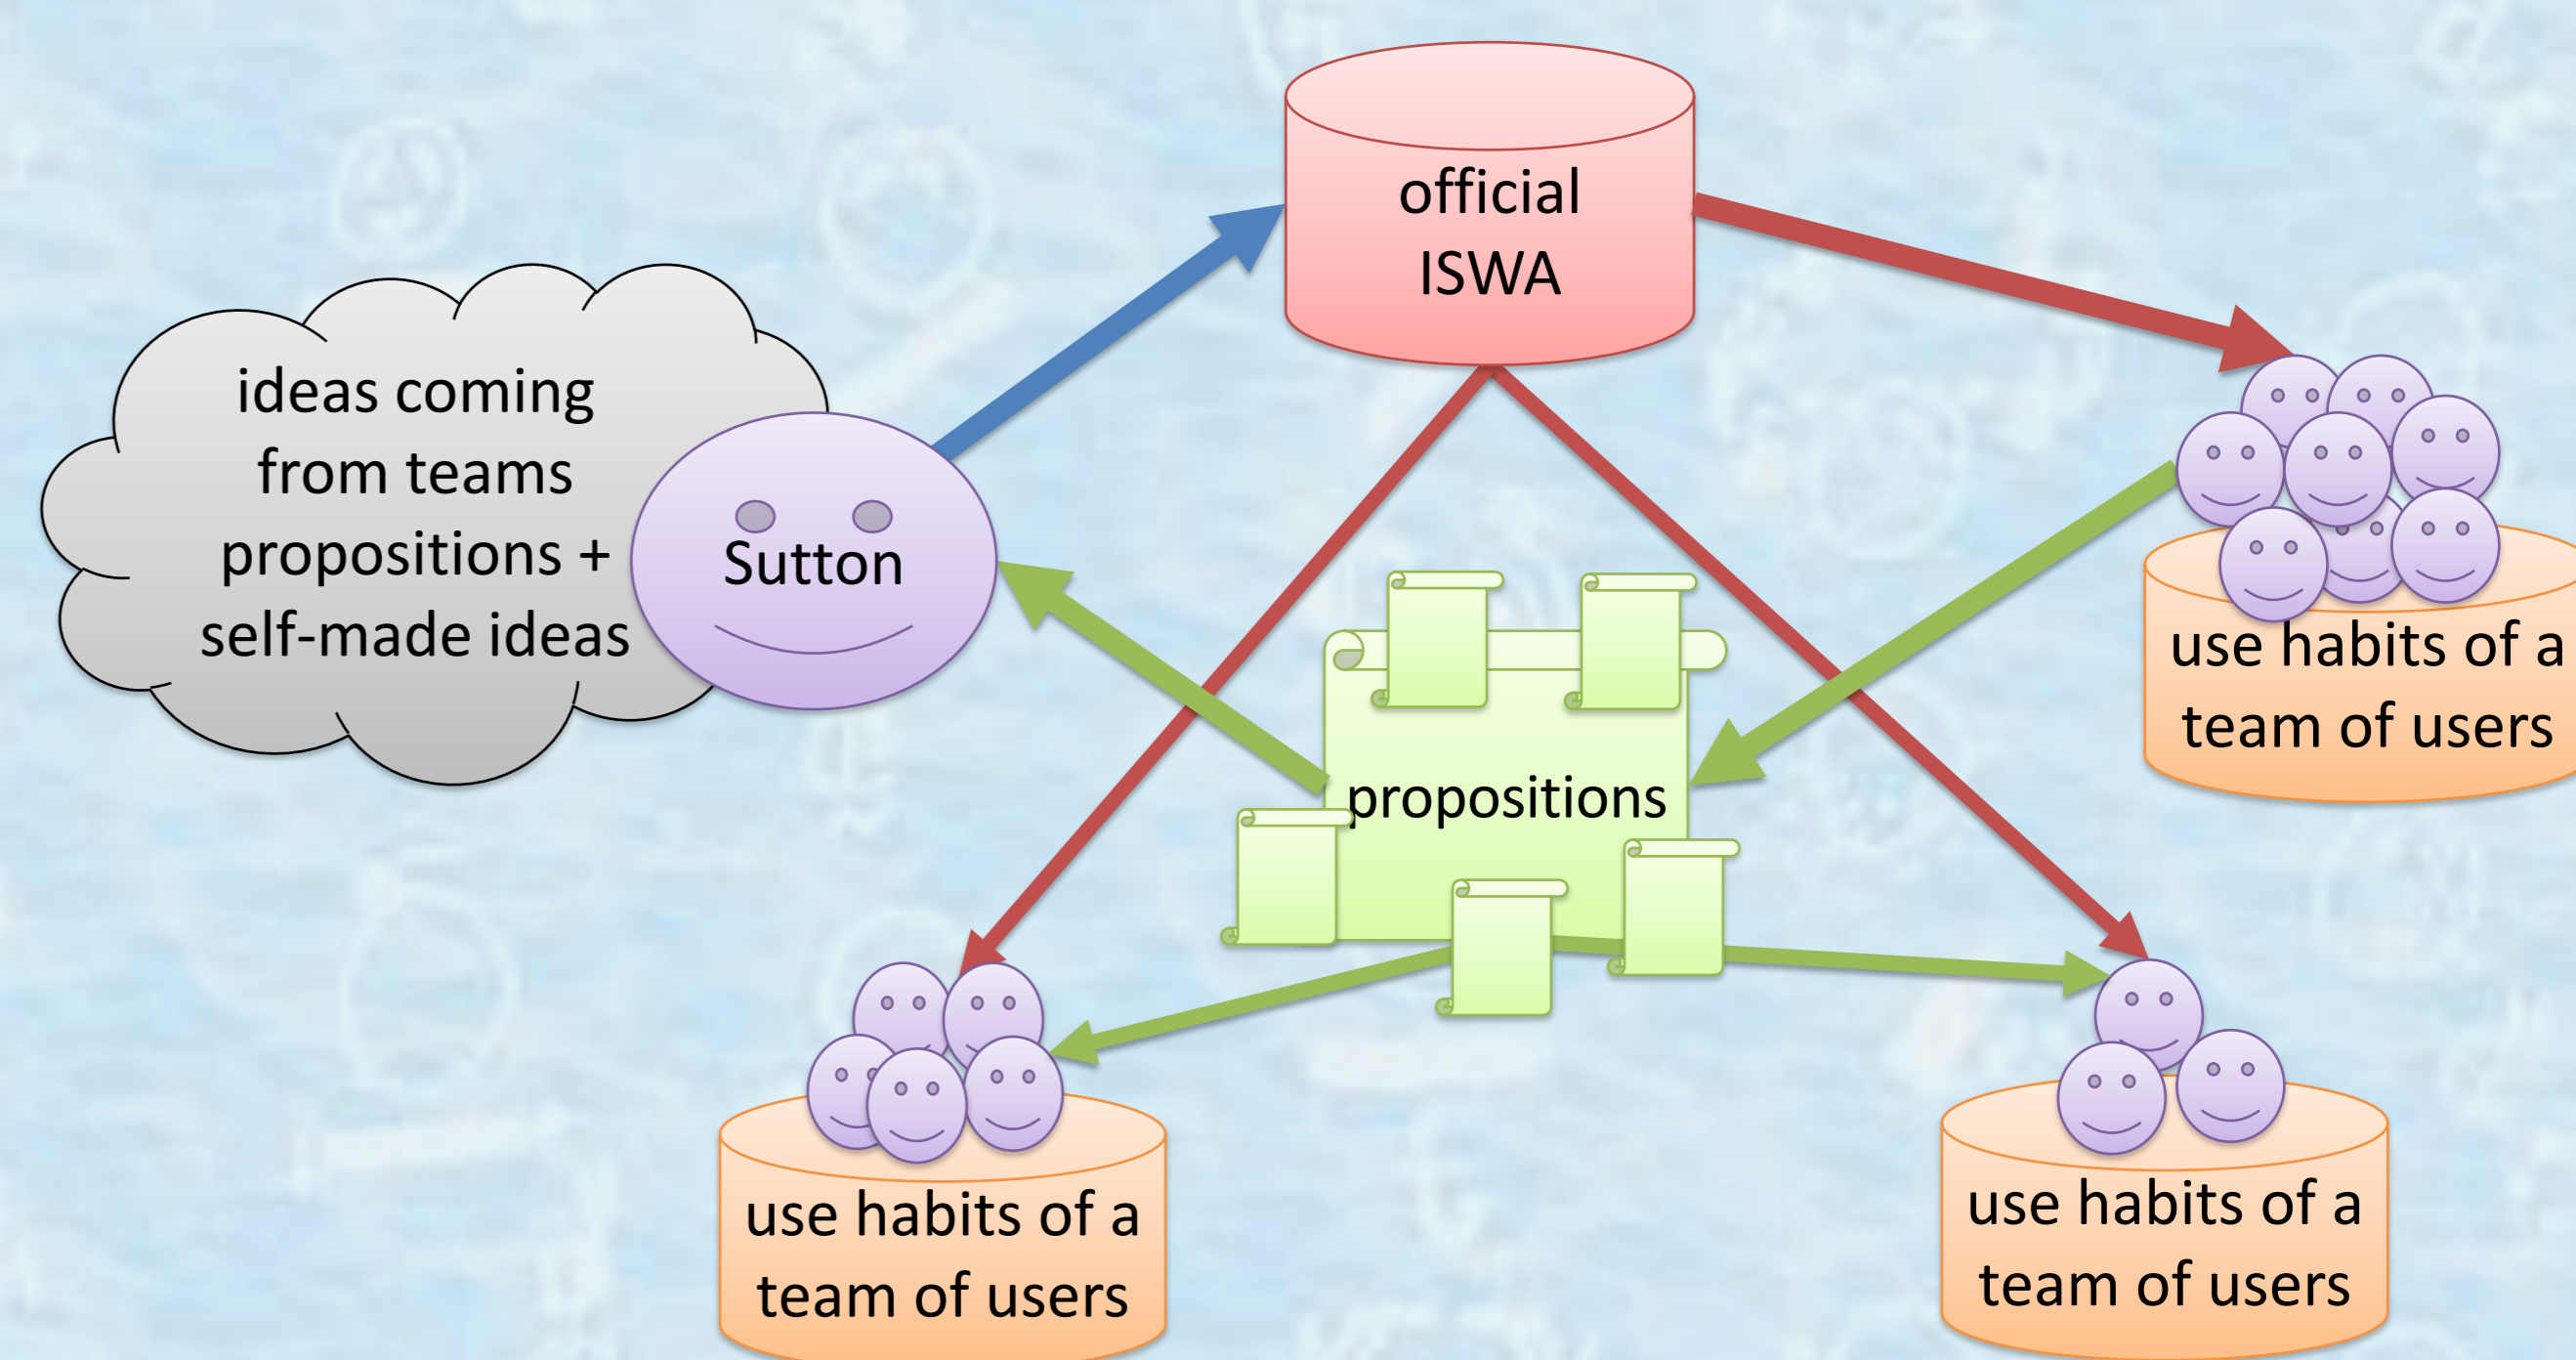 official
ISWA
ideas coming
from teams
propositions +
self-made ideas
Sutton
propositions
use habits of a
team of users
use habits of a
team of users
use habits of a
team of users